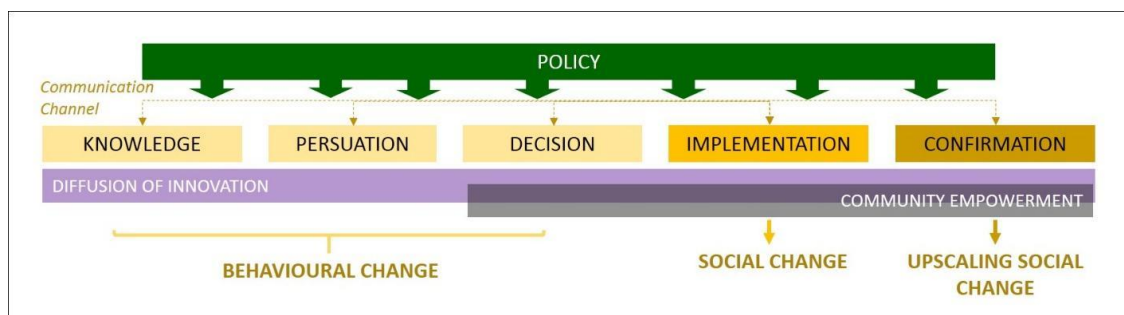 POLICY
Communication
Channel
KNOWLEDGE
PERSUATION
DECISION
IMPLEMENTATION
CONFIRMATION
DIFFUSION OF INNOVATION
COMMUNITY EMPOWERMENT
BEHAVIOURAL CHANGE
SOCIAL CHANGE
UPSCALING SOCIAL
CHANGE